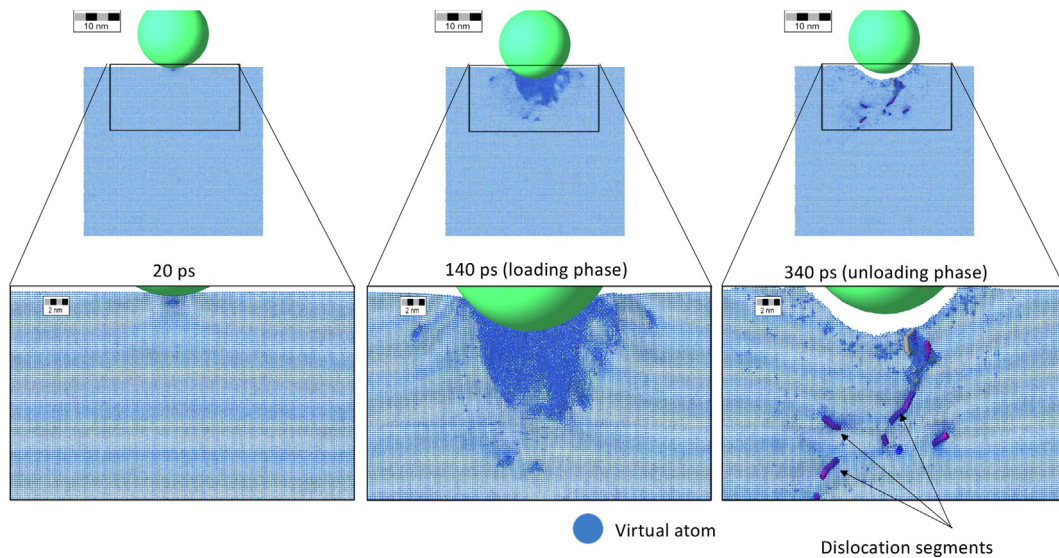 10 nm
10 nm
10 nm
20 ps
140 ps (loading phase)
340 ps (unloading phase)
2 nm
2 nm
2 nm
Virtual atom
Dislocation segments